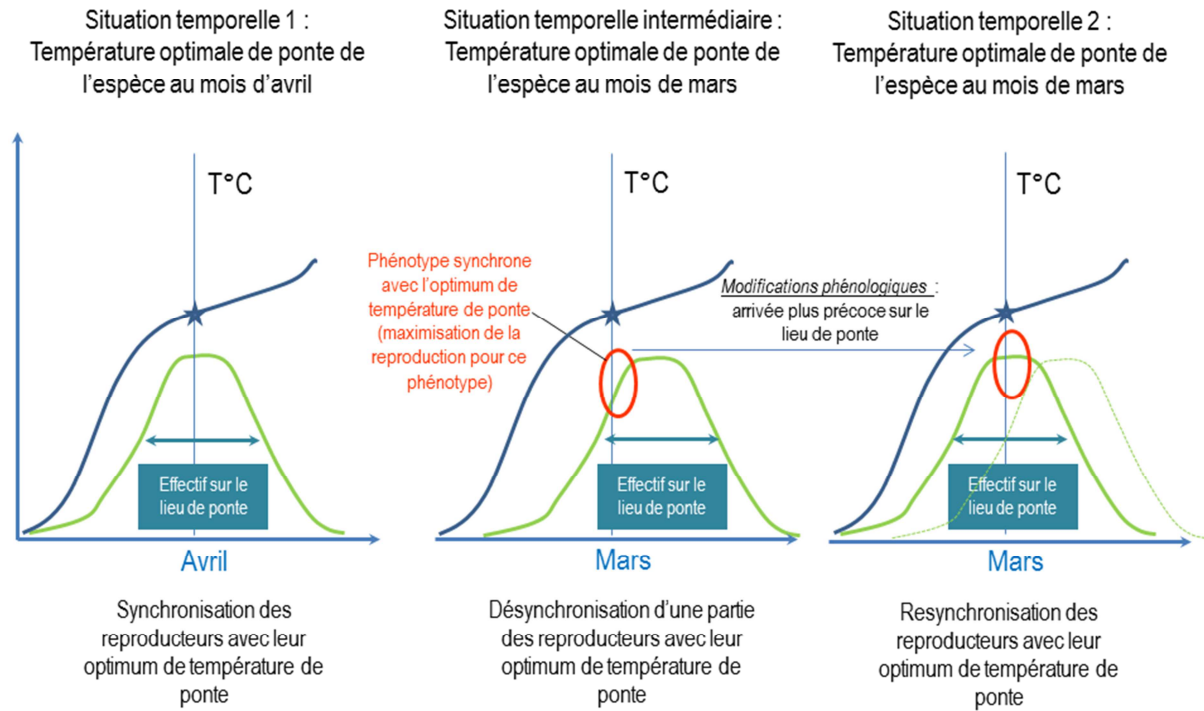 Situation temporelle 1 :
Température optimale de ponte de
l'espèce au mois d'avril
Situation temporelle intermédiaire :
Température optimale de ponte de
l'espèce au mois de mars
Situation temporelle 2 :
Température optimale de ponte de
l'espèce au mois de mars
T°C
Effectif sur le
lieu de ponte
Avril
Synchronisation des
reproducteurs avec leur
optimum de température de
ponte
T°C
Phénotype synchrone
avec l'optimum de
température de ponte
(maximisation de la
reproduction pour ce
phénotype)
Effectif sur le
lieu de ponte
Mars
Désynchronisation d'une partie
des reproducteurs avec leur
optimum de température de
ponte
Modifications phénologiques :
arrivée plus précoce sur le
lieu de ponte
T°C
Effectif sur le
lieu de ponte
Mars
Resynchronisation des
reproducteurs avec leur
optimum de température de
ponte